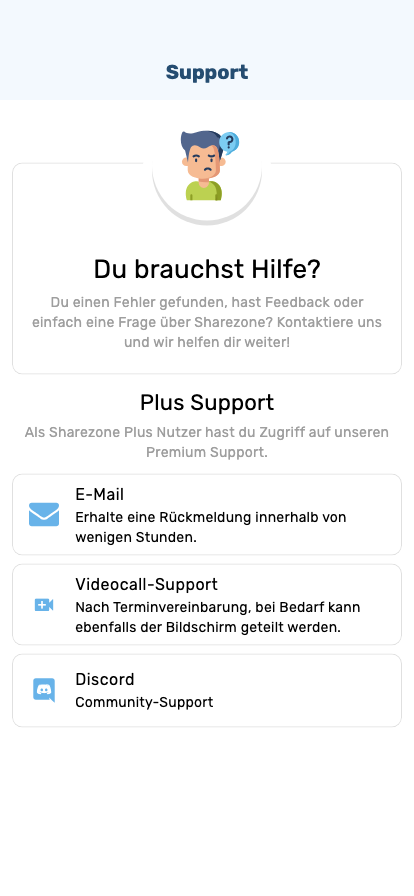 Support
?
Du brauchst Hilfe?
Du einen Fehler gefunden, hast Feedback oder
einfach eine Frage über Sharezone? Kontaktiere uns
und wir helfen dir weiter!
Plus Support
Als Sharezone Plus Nutzer hast du Zugriff auf unseren
Premium Support.
E-Mail
Erhalte eine Rückmeldung innerhalb von
wenigen Stunden.
Videocall-Support
Nach Terminvereinbarung, bei Bedarf kann
ebenfalls der Bildschirm geteilt werden.
Discord
Community-Support